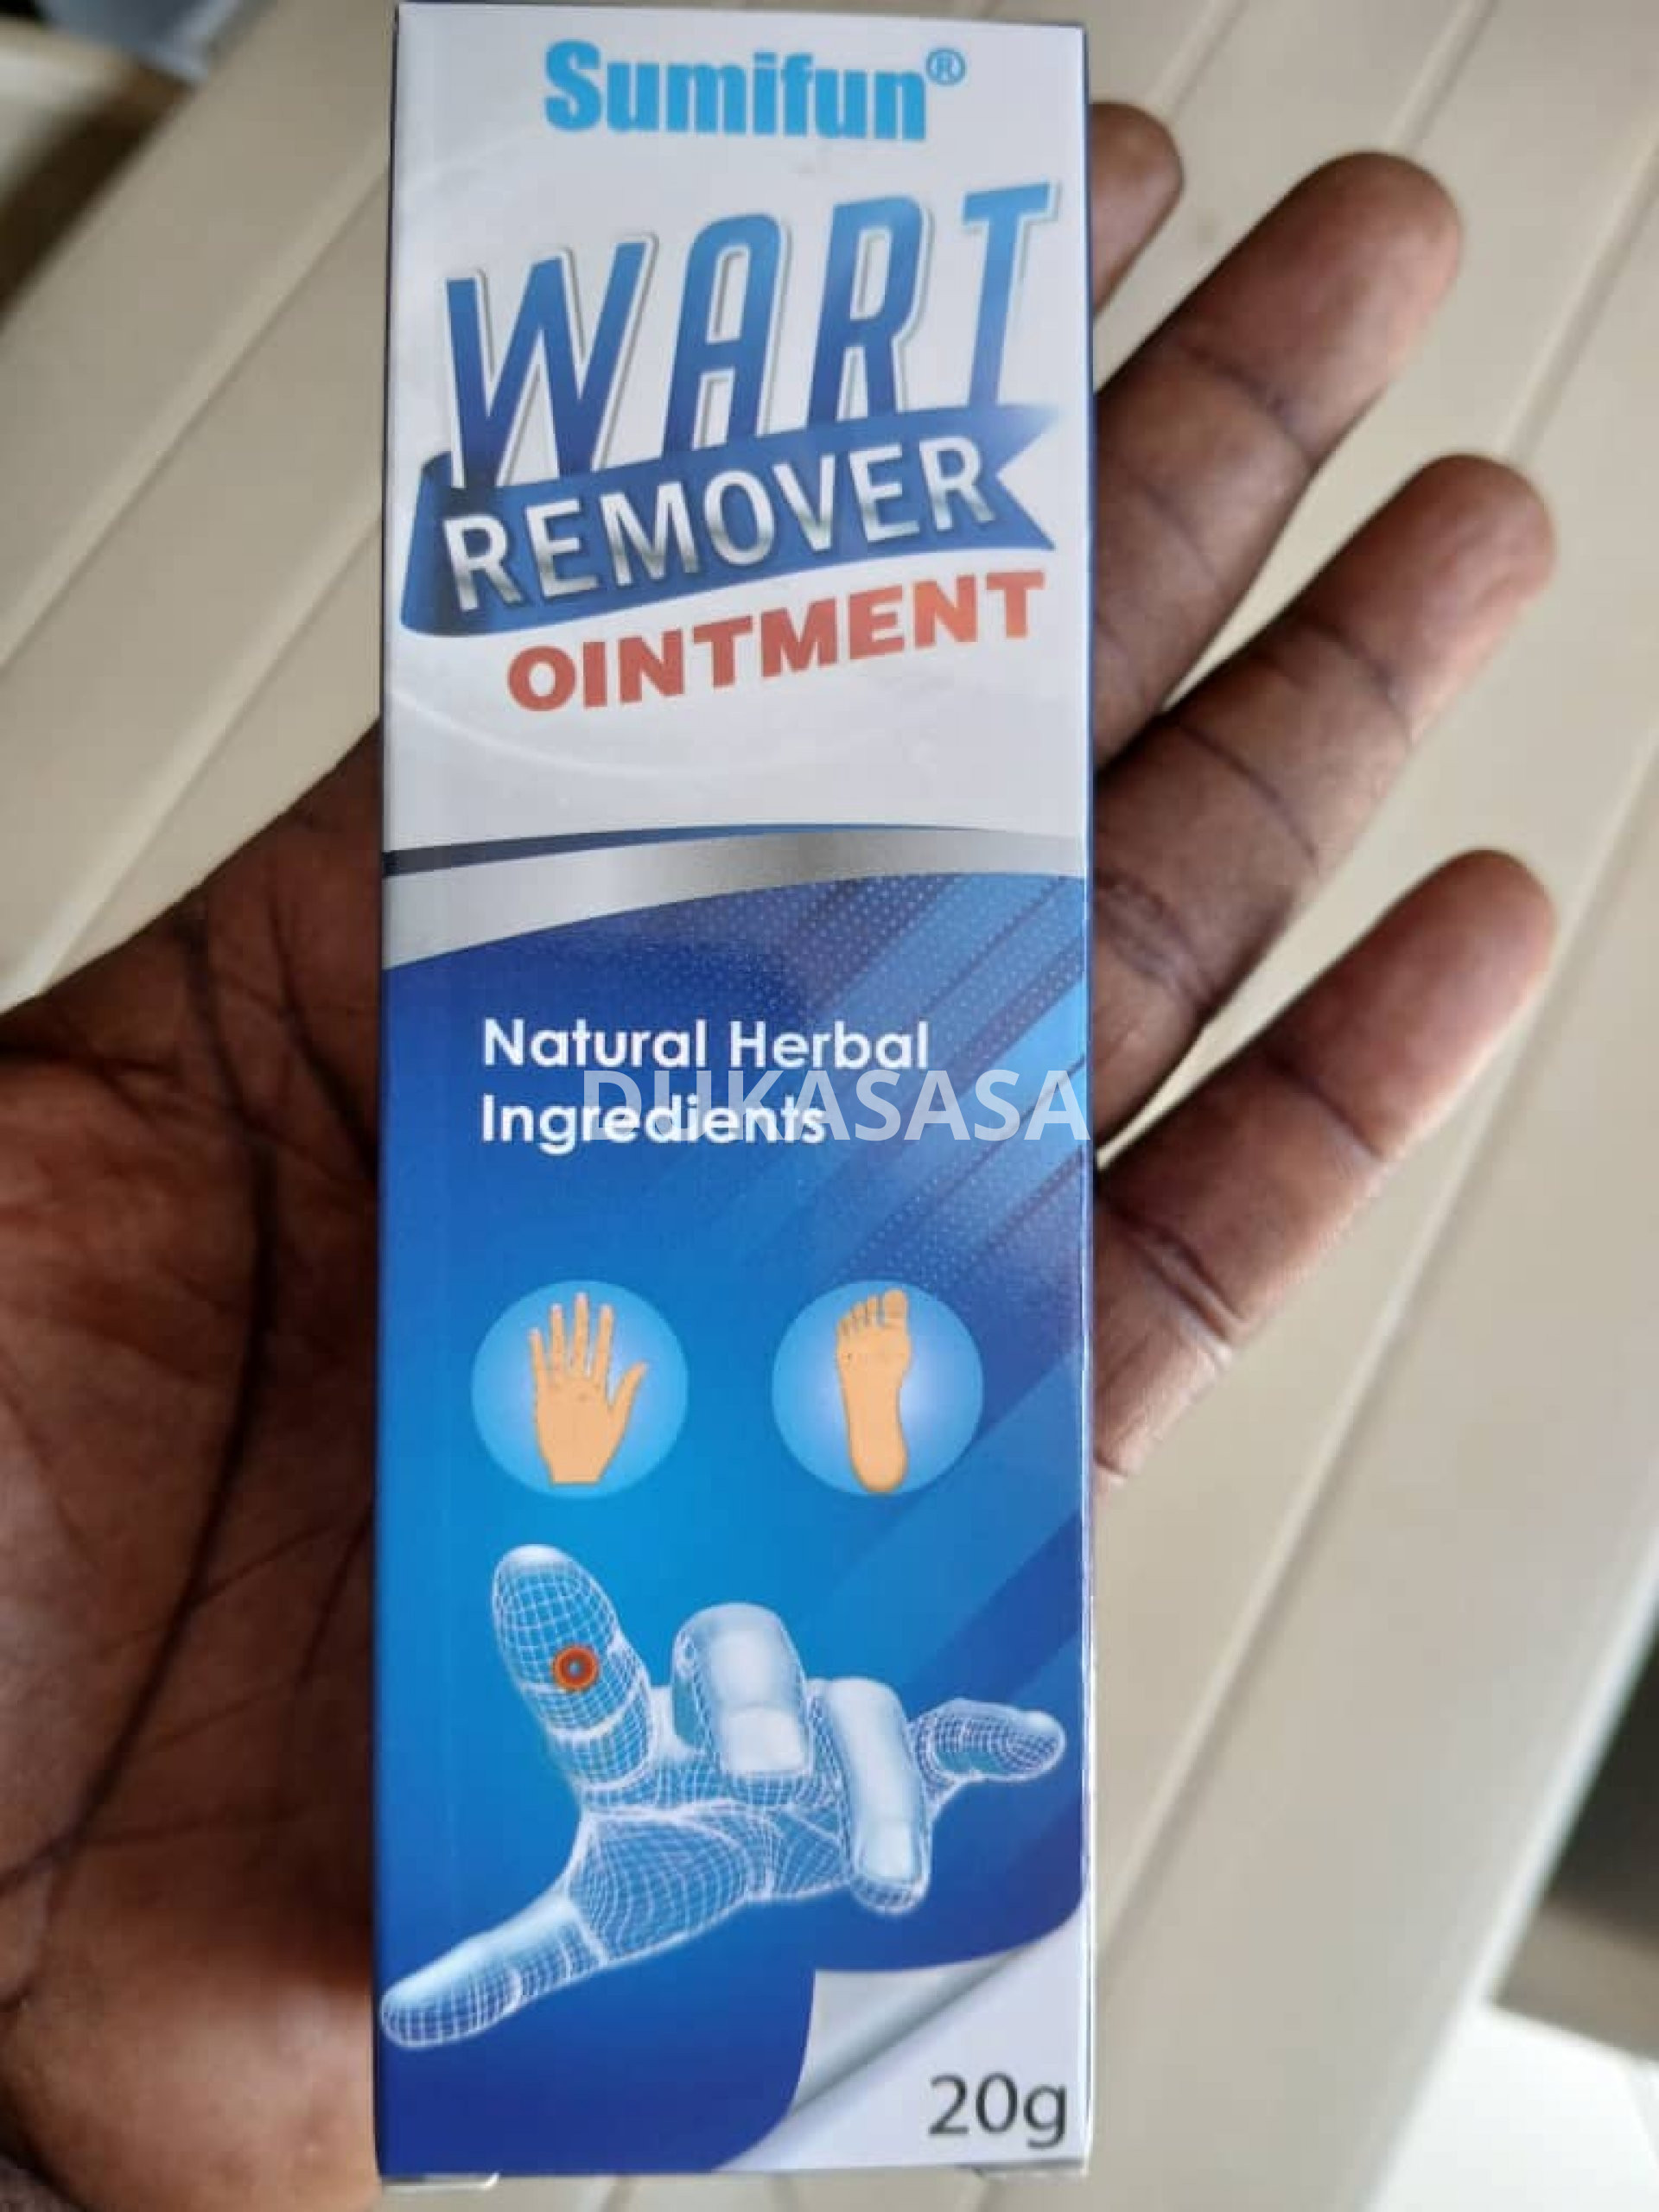 Sumifun®
WART
REMOVER
OINTMENT
Natural Herbal
DUKASASA
Ingredients
20g